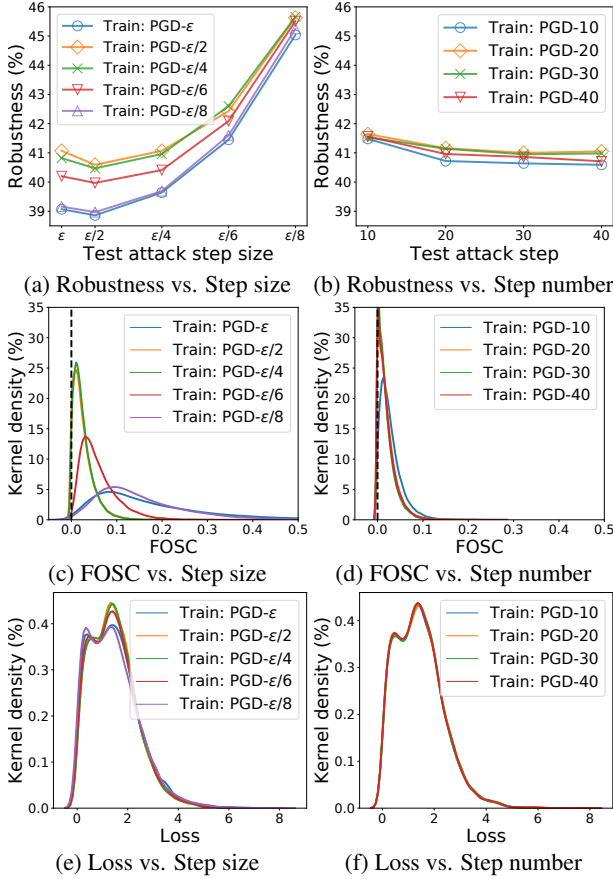 46
45
44
43
42
41
40
39
Robustness (%)
Train: PGD-ε
Train: PGD-ε/2
Train: PGD-ε/4
Train: PGD-ε/6
Train: PGD-ε/8
ε ε/2 ε/4 ε/6 ε/8
Test attack step size
(a) Robustness vs. Step size
46
45
44
43
42
41
40
39
Robustness (%)
Train: PGD-10
Train: PGD-20
Train: PGD-30
Train: PGD-40
10 20 30 40
Test attack step
(b) Robustness vs. Step number
35
30
25
20
15
10
5
0
Kernel density (%)
Train: PGD-ε
Train: PGD-ε/2
Train: PGD-ε/4
Train: PGD-ε/6
Train: PGD-ε/8
0.0 0.1 0.2 0.3 0.4 0.5
FOSC
(c) FOSC vs. Step size
35
30
25
20
15
10
5
0
Kernel density (%)
Train: PGD-10
Train: PGD-20
Train: PGD-30
Train: PGD-40
0.0 0.1 0.2 0.3 0.4 0.5
FOSC
(d) FOSC vs. Step number
0.4
0.3
0.2
0.1
0.0
Kernel density (%)
Train: PGD-ε
Train: PGD-ε/2
Train: PGD-ε/4
Train: PGD-ε/6
Train: PGD-ε/8
0 2 4 6 8
Loss
(e) Loss vs. Step size
0.4
0.3
0.2
0.1
0.0
Kernel density (%)
Train: PGD-10
Train: PGD-20
Train: PGD-30
Train: PGD-40
0 2 4 6 8
Loss
(f) Loss vs. Step number